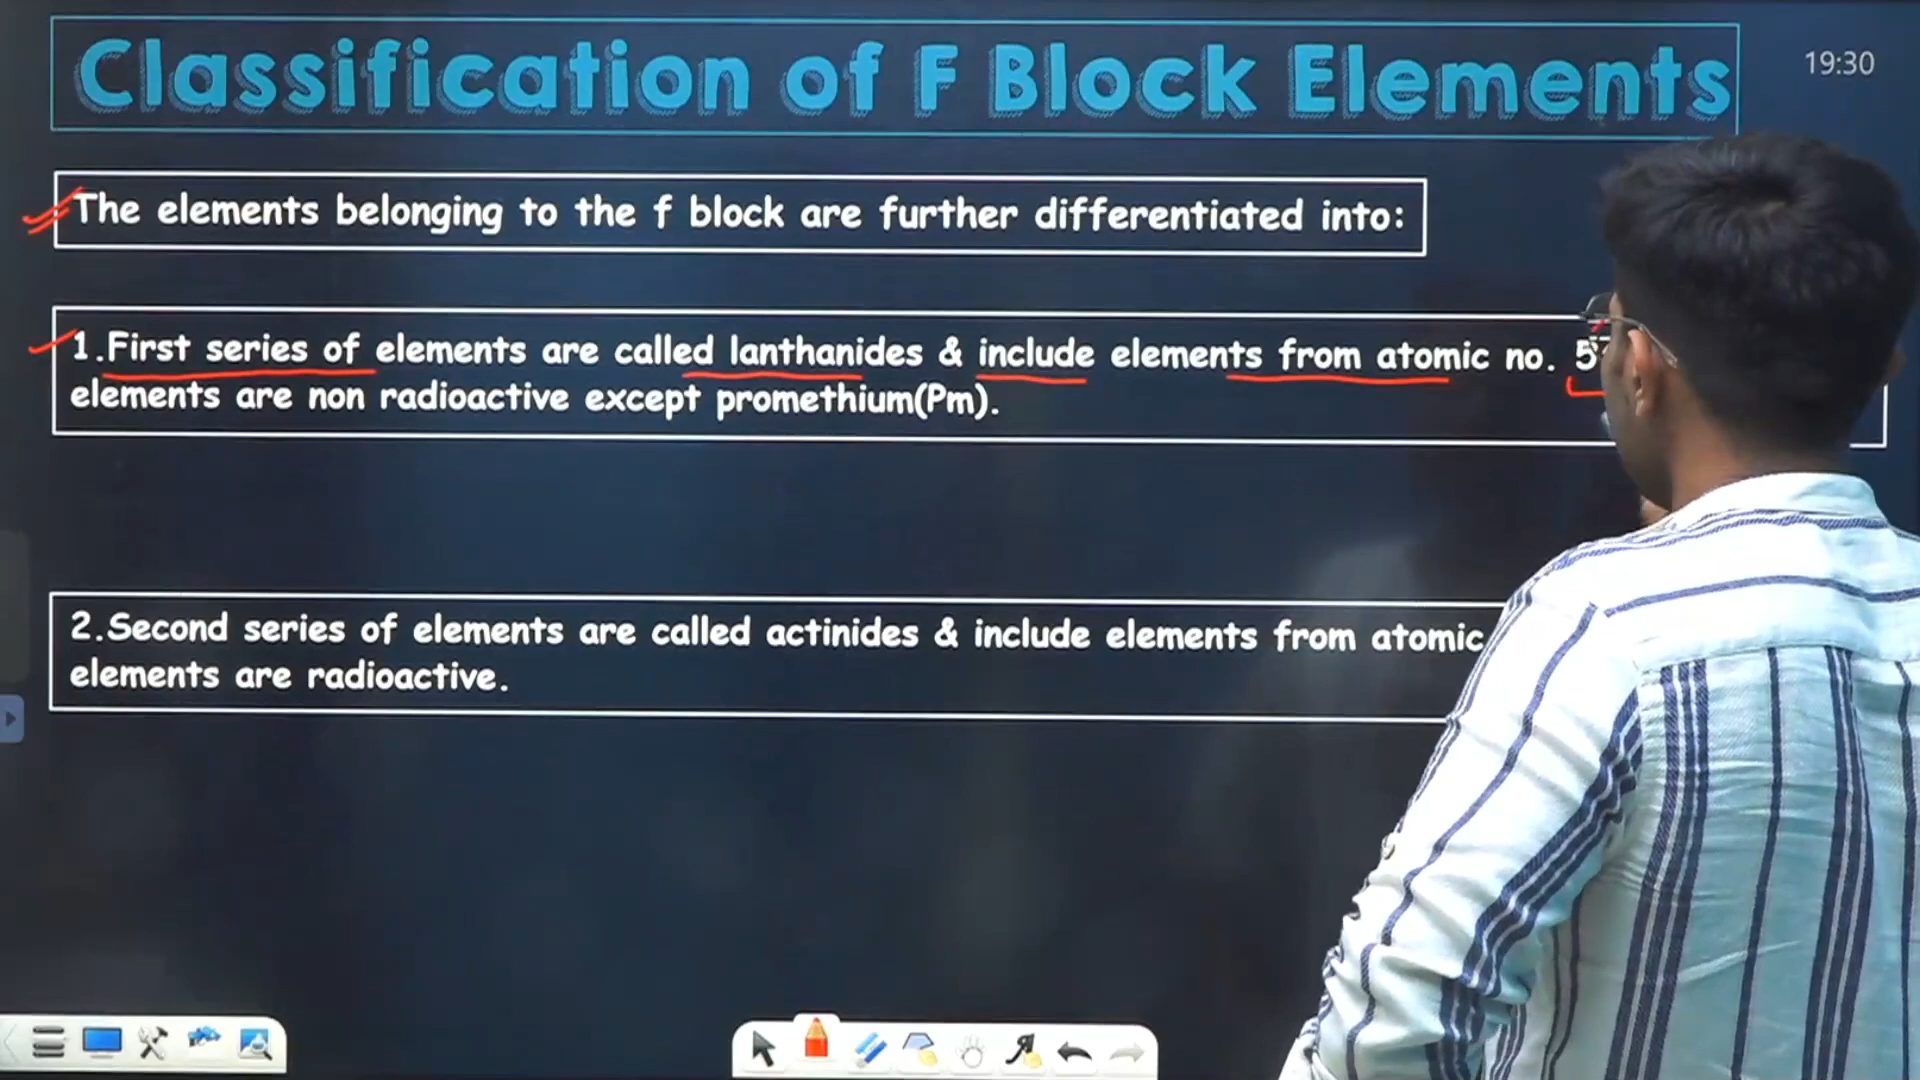 Classification of F Block Elements
19:30
The elements belonging to the f block are further differentiated into:
1.First series of elements are called lanthanides & include elements from atomic no.
elements are non radioactive except promethium(Pm).
2.Second series of elements are called actinides & include elements from atomic
elements are radioactive.